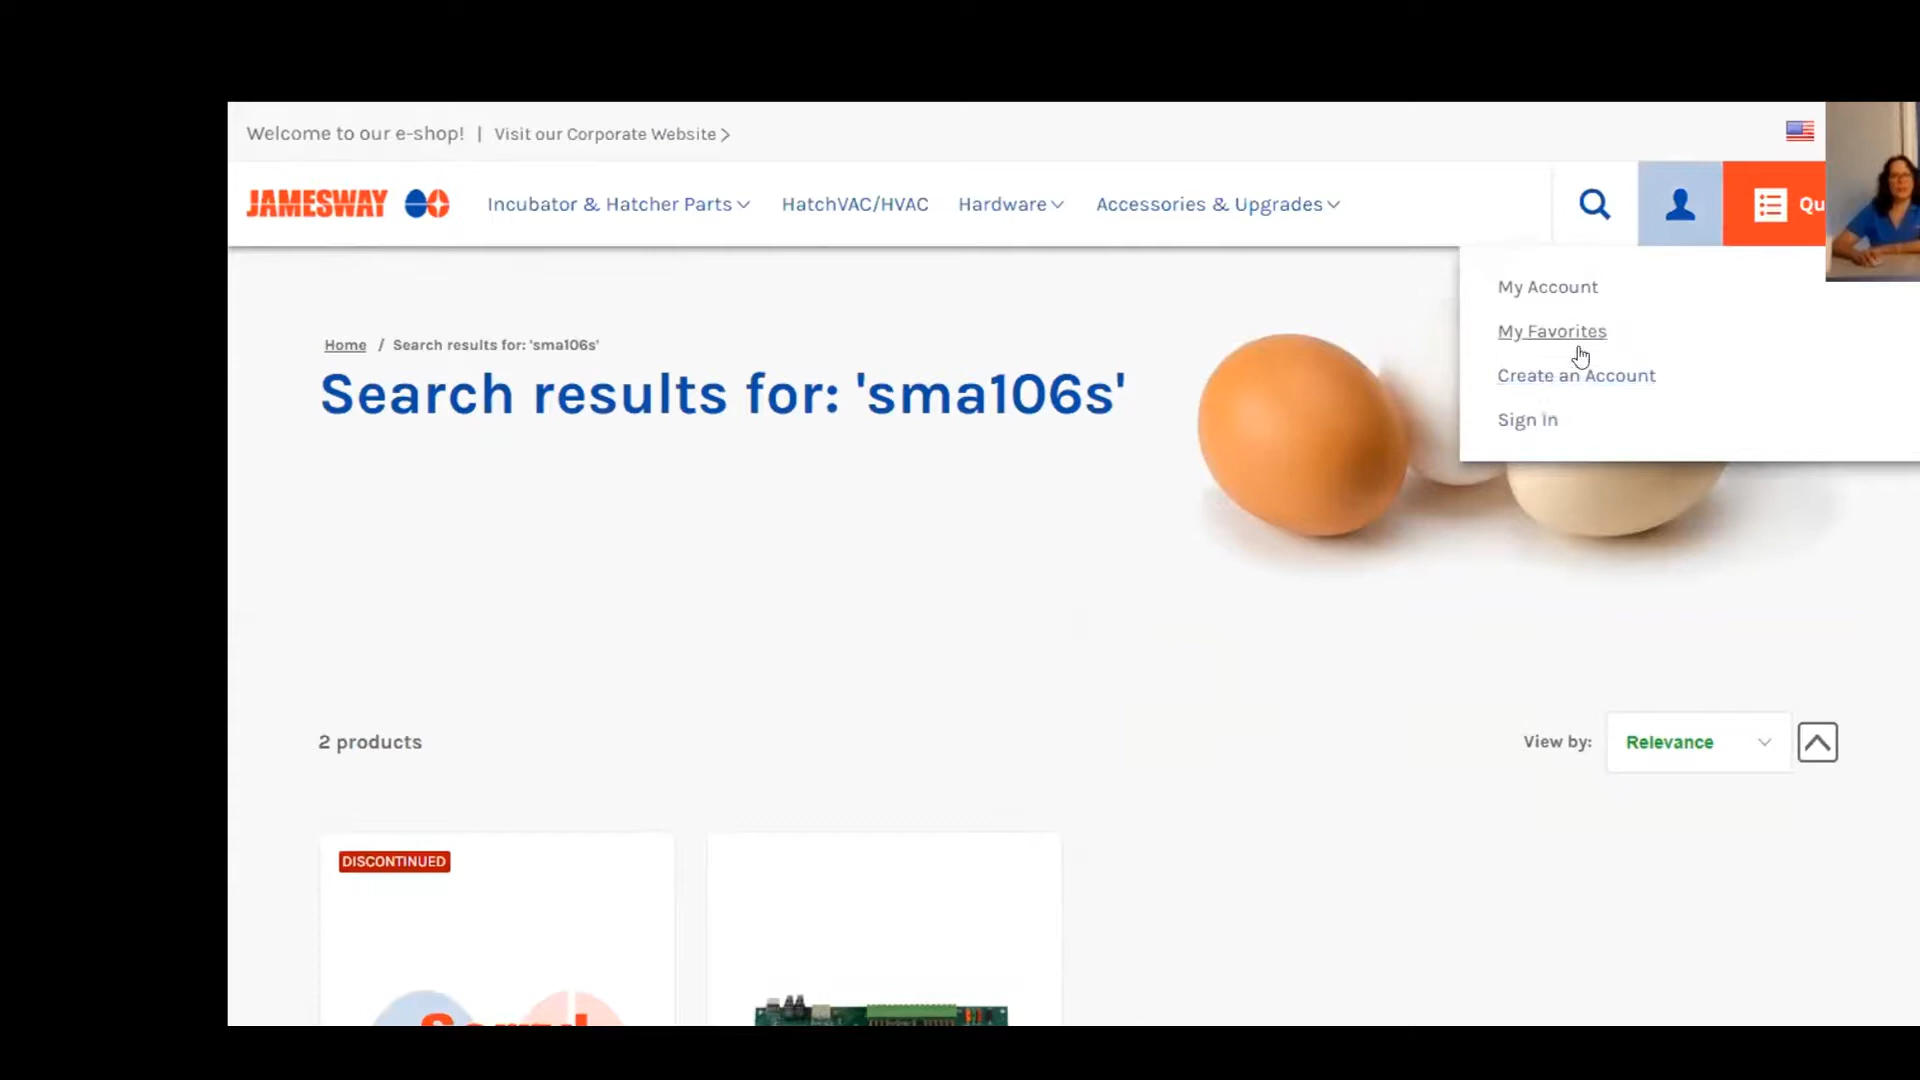 Welcome to our e-shop! | Visit our Corporate Website >
JAMESWAY Incubator & Hatcher Parts HatchVAC/HVAC Hardware Accessories & Upgrades Qu
My Account
My Favorites
Create an Account
Sign In
Home / Search results for: 'sma106s'
Search results for: 'sma106s'
2 products View by: Relevance
DISCONTINUED